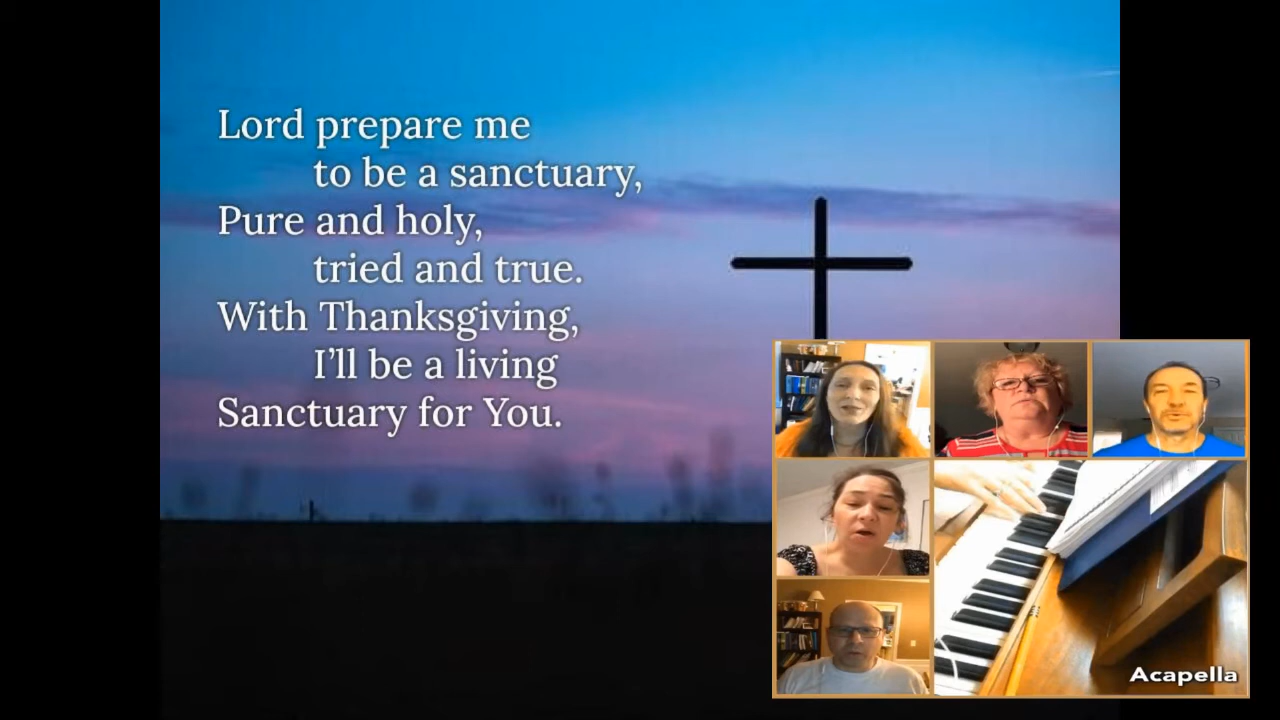 Lord prepare me
to be a sanctuary,
Pure and holy,
tried and true.
With Thanksgiving,
I'll be a living
Sanctuary for You.
Acapella